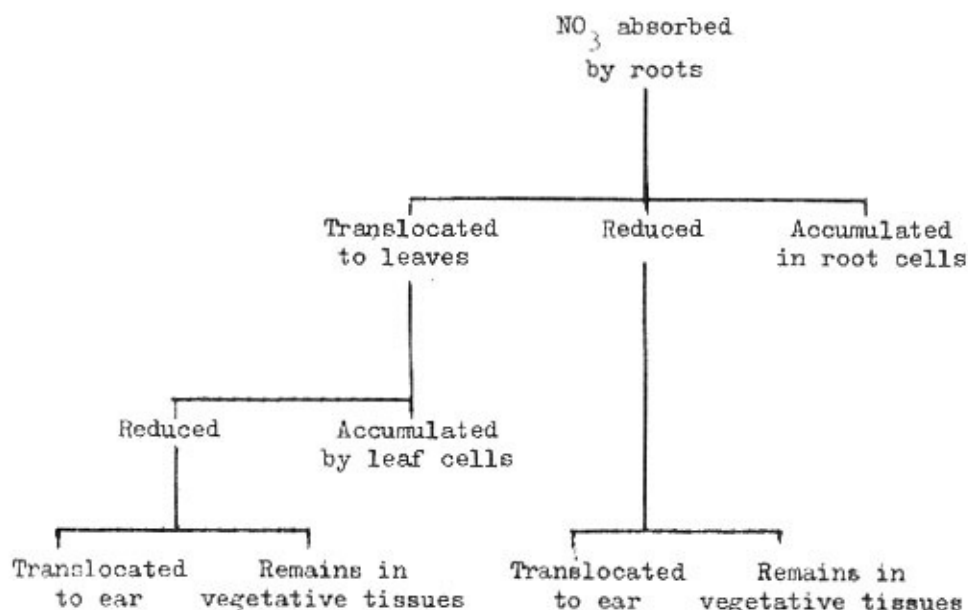 NO3 absorbed
by roots
Translocated
to leaves
Reduced
Accumulated
in root cells
Reduced
Accumulated
by leaf cells
Translocated
to ear
Remains in
vegetative tissues
Translocated
to ear
Remains in
vegetative tissues